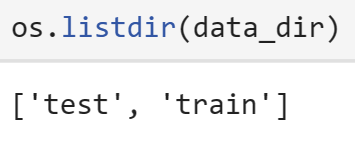 os.listdir(data_dir)
['test', 'train']